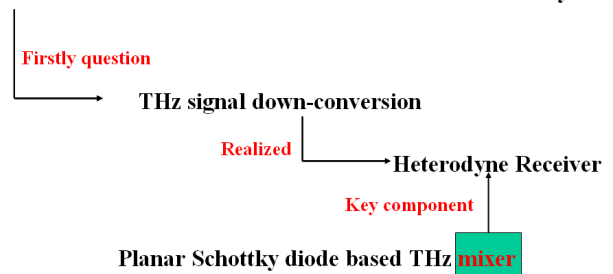 Firstly question
THz signal down-conversion
Realized
Heterodyne Receiver
Key component
Planar Schottky diode based THz mixer